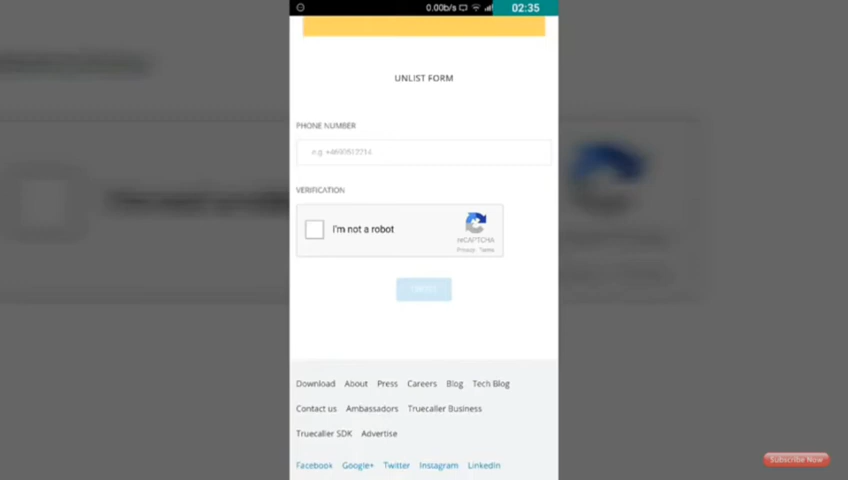 0.00b/s
02:35
UNLIST FORM
PHONE NUMBER
VERIFICATION
I'm not a robot
reCAPTCHA
Privacy - Terms
Download About Press Careers Blog Tech Blog
Contact us Ambassadors Truecaller Business
Truecaller SDK Advertise
Facebook Google+ Twitter Instagram Linkedin
Subscribe Now